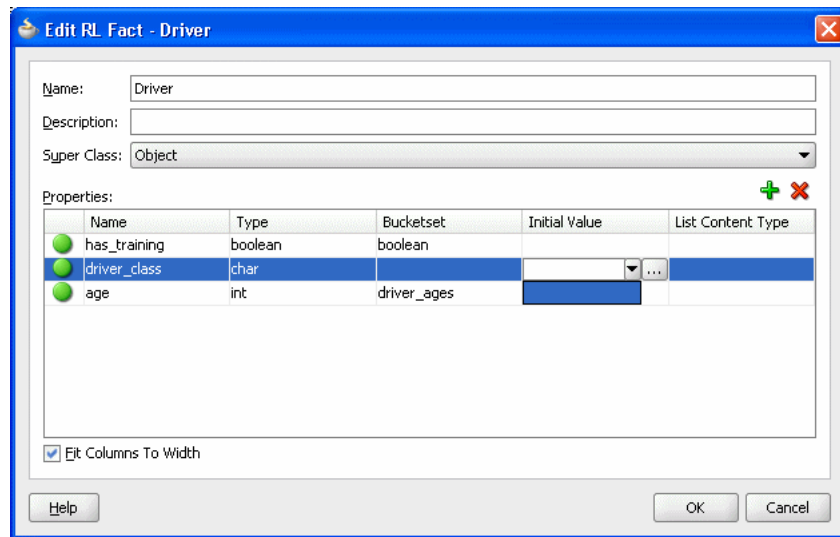 Edit RL Fact - Driver
Name: Driver
Description:
Super Class: Object
Properties:
Name Type Bucketset Initial Value List Content Type
has_training boolean boolean
driver_class char ...
age int driver_ages
Fit Columns To Width
Help OK Cancel